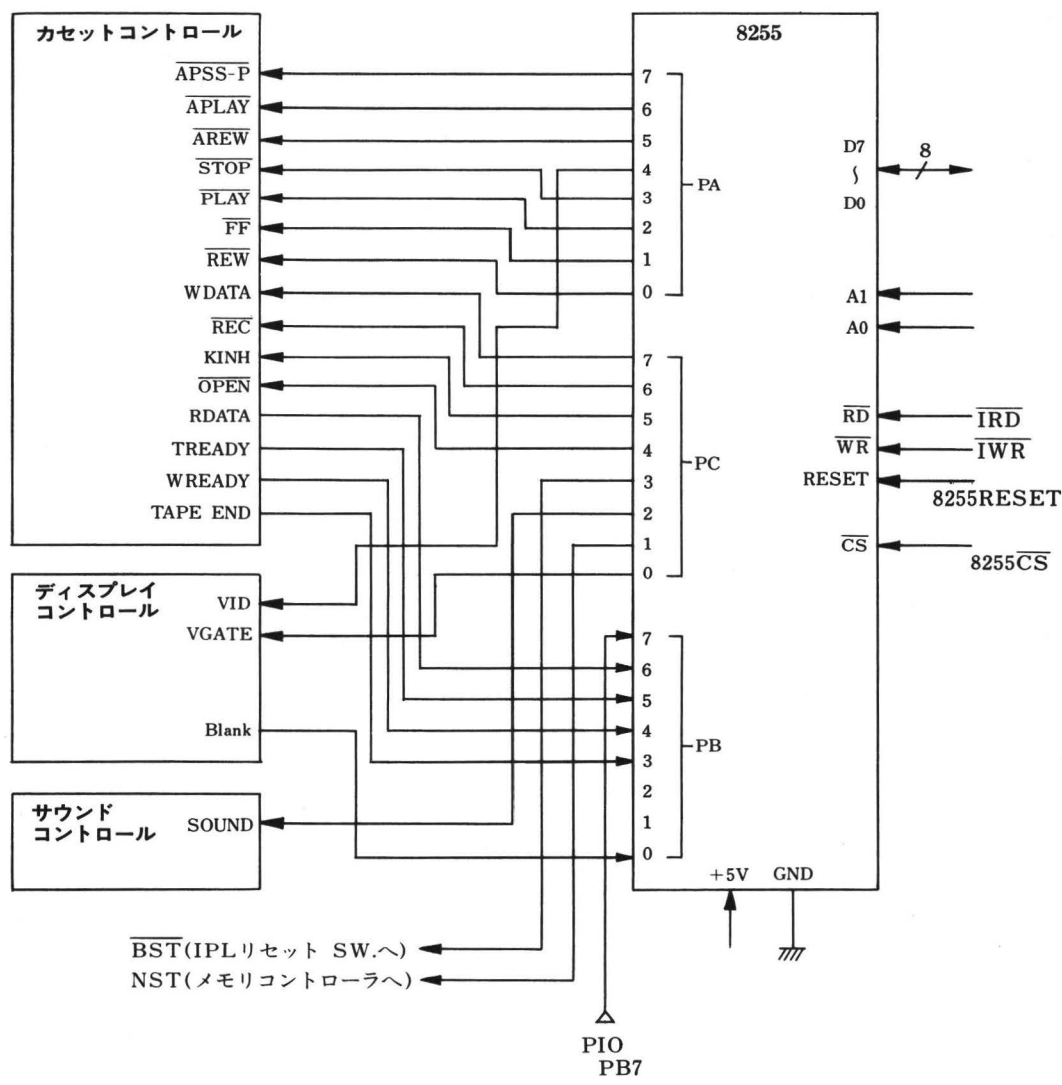 カセットコントロール
APSS-P
APLAY
AREW
STOP
PLAY
FF
REW
WDATA
REC
KINH
OPEN
RDATA
TREADY
WREADY
TAPE END
ディスプレイ
コントロール
VID
VGATE
Blank
サウンド
コントロール
SOUND
BST(IPLリセット SW.へ)
NST(メモリコントローラへ)
8255
7
6
5
4
3
2
1
0
PA
7
6
5
4
3
2
1
0
PC
7
6
5
4
3
2
1
0
PB
D7
∫
D0
8
A1
A0
RD
IRD
WR
IWR
RESET
8255RESET
CS
8255CS
+5V
GND
PIO
PB7